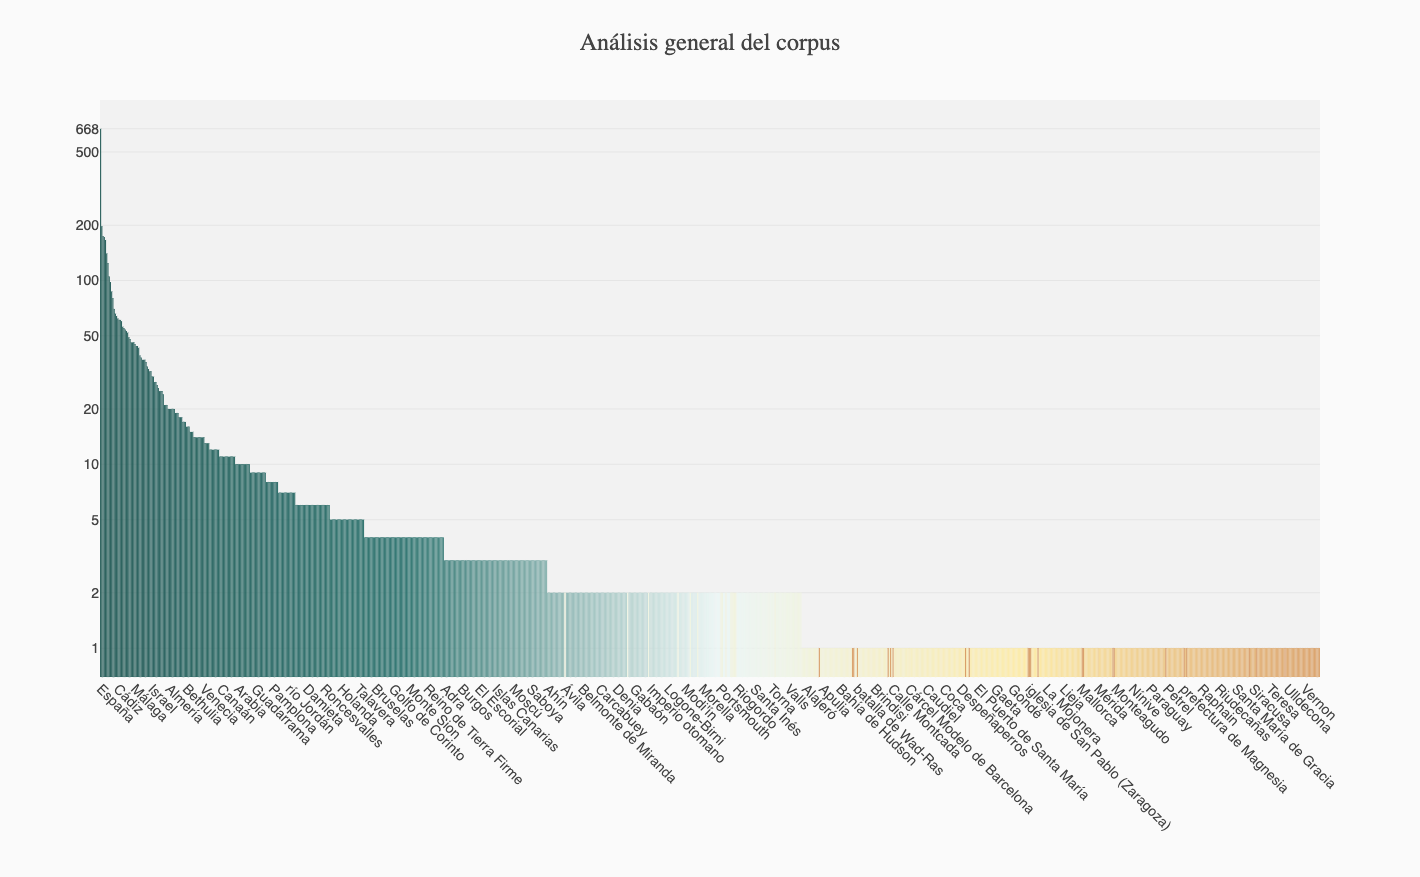 Análisis general del corpus
668
500
200
100
50
20
10
5
2
1
España
Cádiz
Málaga
Israel
Almería
Bethulia
Venecia
Canaán
Arabia
Guadarrama
Pamplona
río Jordán
Damieta
Roncesvalles
Holanda
Talavera
Bruselas
Golfo de Corinto
Monte Sion
Reino de Tierra Firme
Adra
Burgos
El Escorial
Islas Canarias
Moscú
Saboya
Ahín
Ávila
Belmonte de Miranda
Carcabuey
Denia
Gabaón
Imperio otomano
Logone-Birni
Modín
Morella
Portsmouth
Riogordo
Santa Inés
Torna
Valls
Alajeró
Apulia
Bahía de Hudson
batalla de Wad-Ras
Brindisi
Calle Montcada
Cárcel Modelo de Barcelona
Caudiel
Coca
Despeñaperros
El Puerto de Santa María
Gaeta
Gondé
iglesia de San Pablo (Zaragoza)
La Mojonera
Lieja
Mallorca
Mérida
Monteagudo
Nínive
Paraguay
Petrel
prefectura de Magnesia
Raphain
Riudecañas
Santa María de Gracia
Siracusa
Teresa
Ulldecona
Vernon